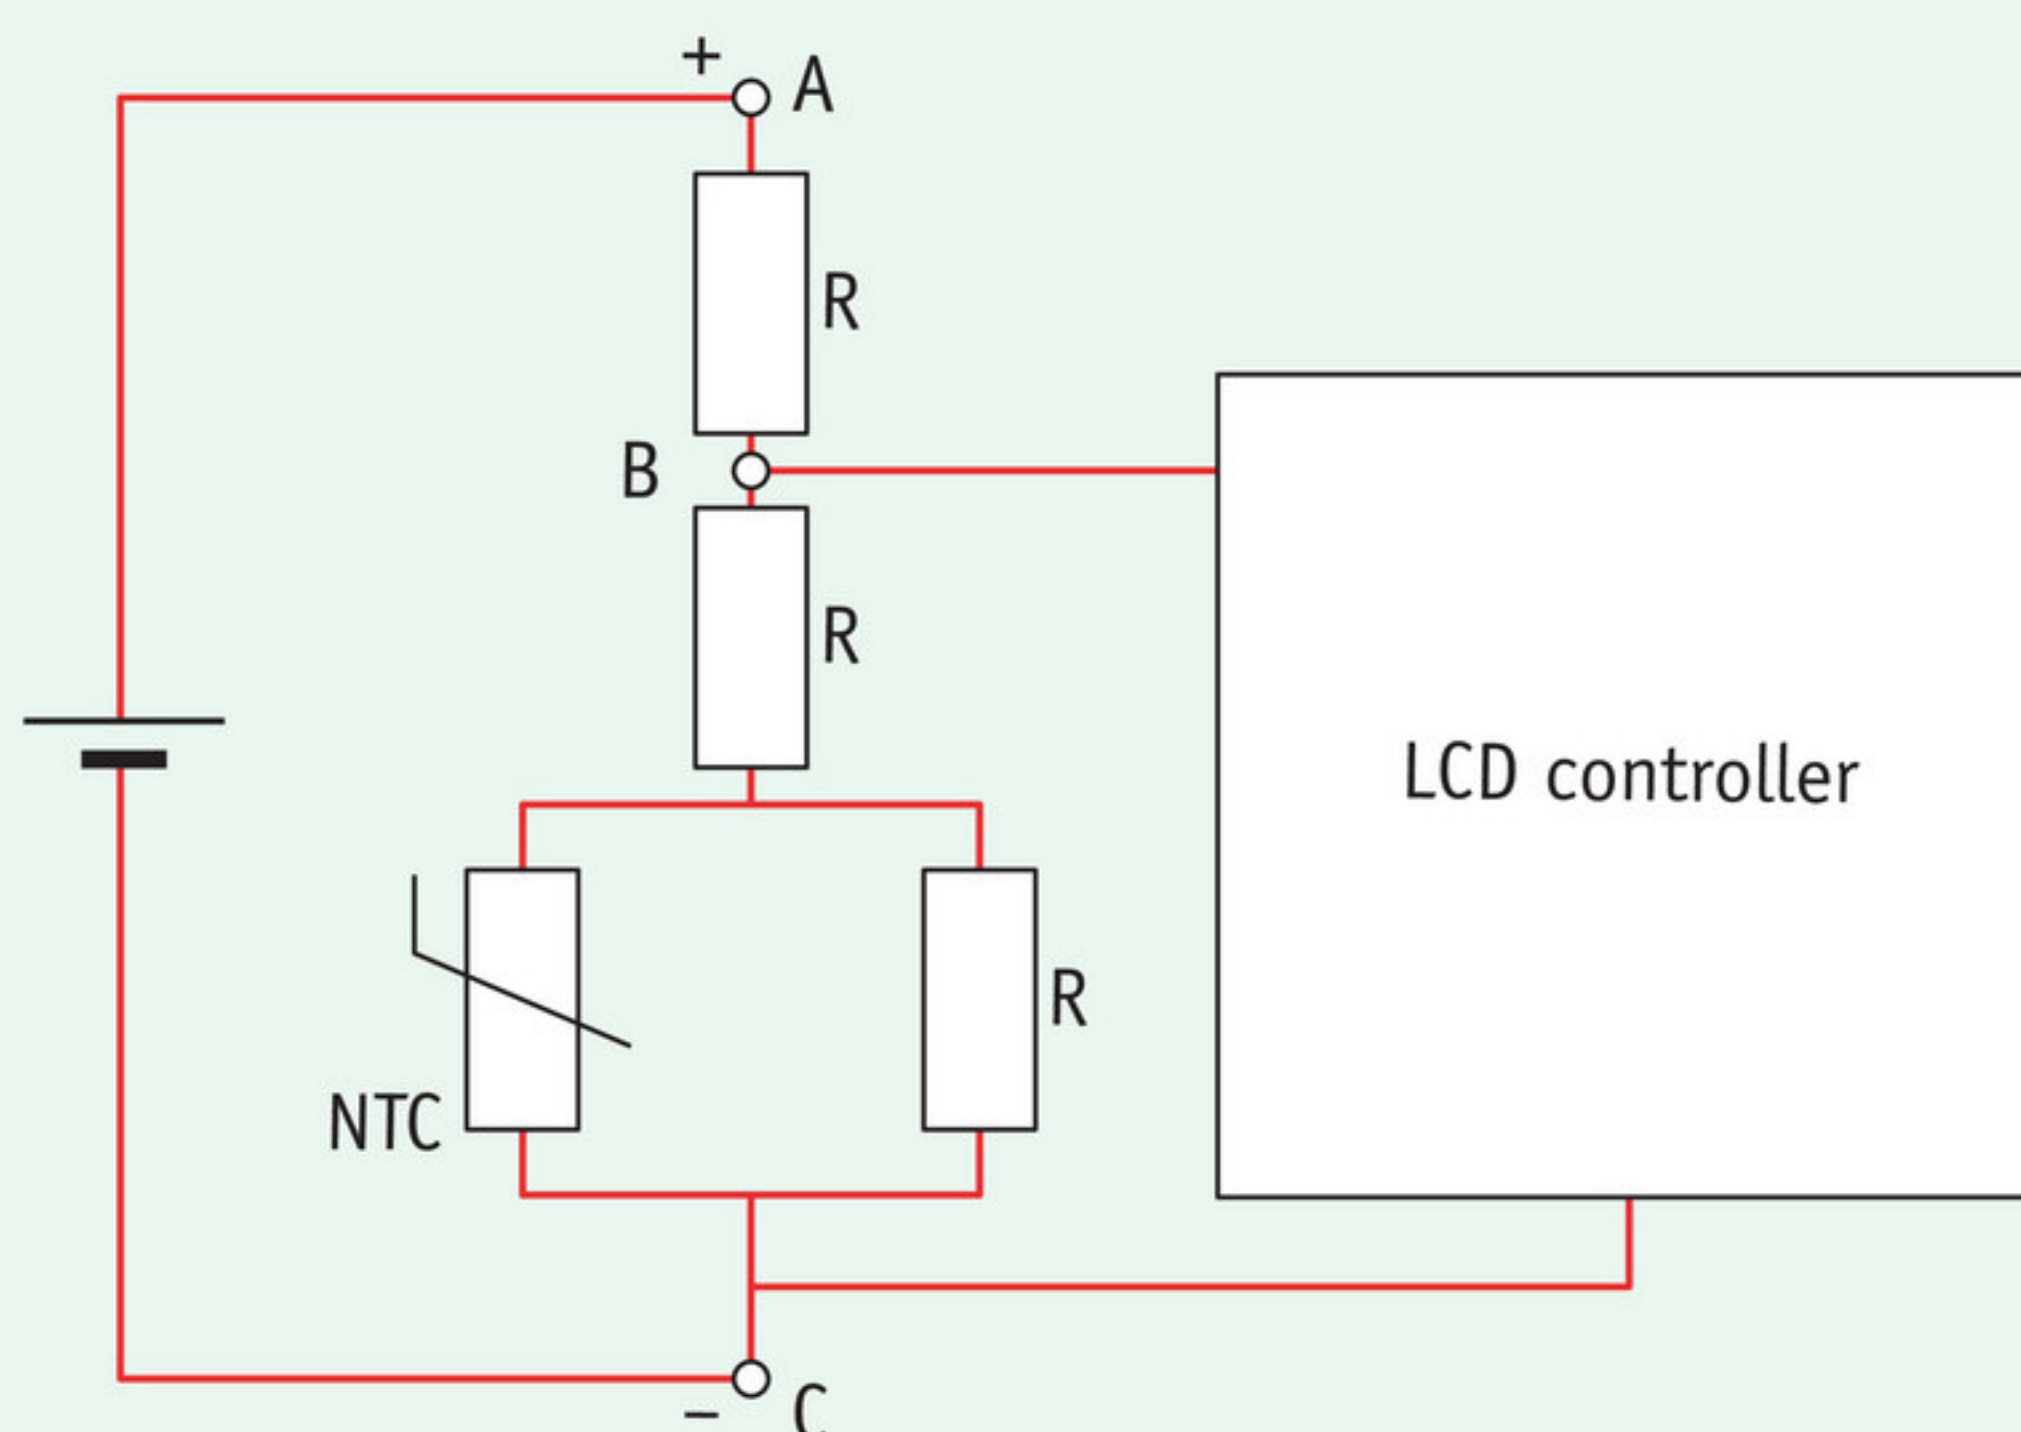 + A
R
B
R
LCD controller
NTC
R
− C